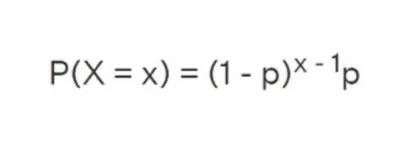 P(X = x) = (1 - p)ˣ ⁻ ¹p